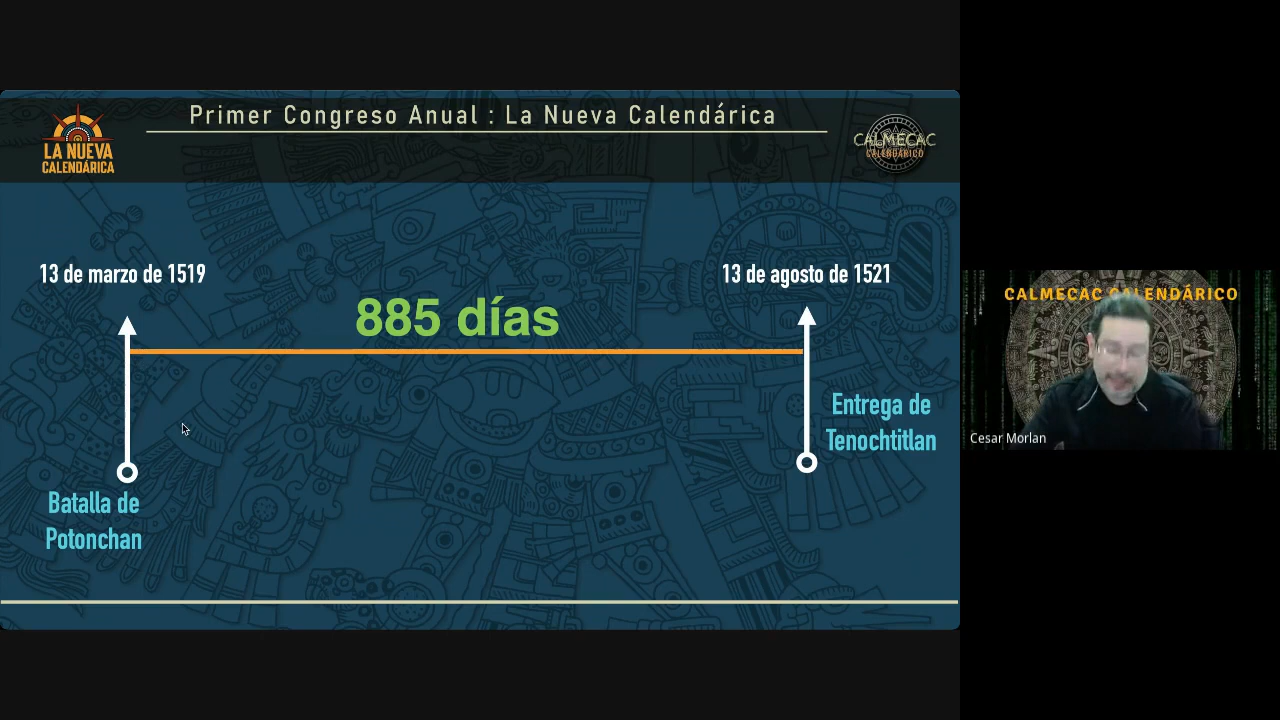 Primer Congreso Anual : La Nueva Calendárica
LA NUEVA
CALENDÁRICA
CALMECAC
CALENDÁRICO
13 de marzo de 1519
13 de agosto de 1521
885 días
Entrega de
Tenochtitlan
Batalla de
Potonchan
CALMECAC CALENDÁRICO
Cesar Morlan